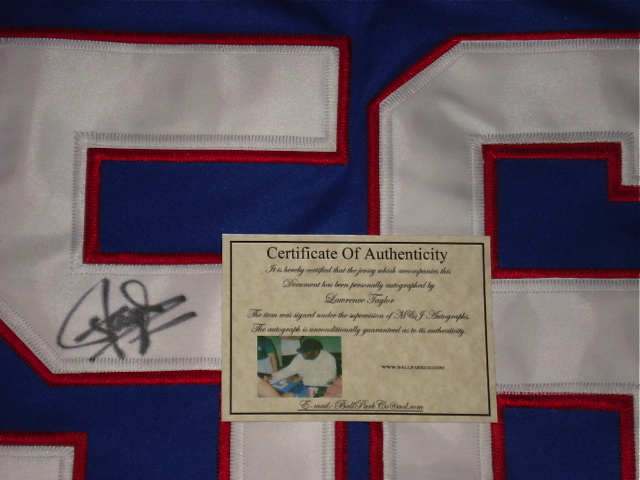 56
Certificate Of Authenticity
It is hereby certified that the jersey which accompanies this
Document has been personally autographed by
Lawrence Taylor
The item was signed under the supervision of M&J Autographs.
The autograph is unconditionally guaranteed as to its authenticity.
WWW.BALLPARKCO.COM
E-mail: BallParkCo@aol.com